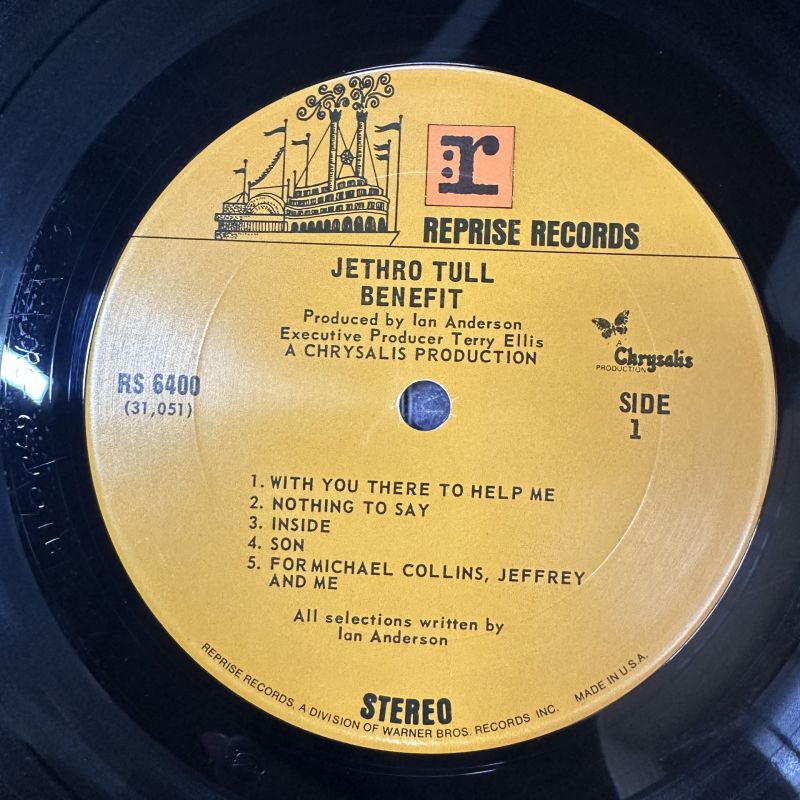 r
REPRISE RECORDS
JETHRO TULL
BENEFIT
Produced by Ian Anderson
Executive Producer Terry Ellis
A CHRYSALIS PRODUCTION
A
Chrysalis
PRODUCTION
RS 6400
(31,051)
SIDE
1
1. WITH YOU THERE TO HELP ME
2. NOTHING TO SAY
3. INSIDE
4. SON
5. FOR MICHAEL COLLINS, JEFFREY
AND ME
All selections written by
Ian Anderson
STEREO
REPRISE RECORDS, A DIVISION OF WARNER BROS. RECORDS INC. MADE IN U.S.A.